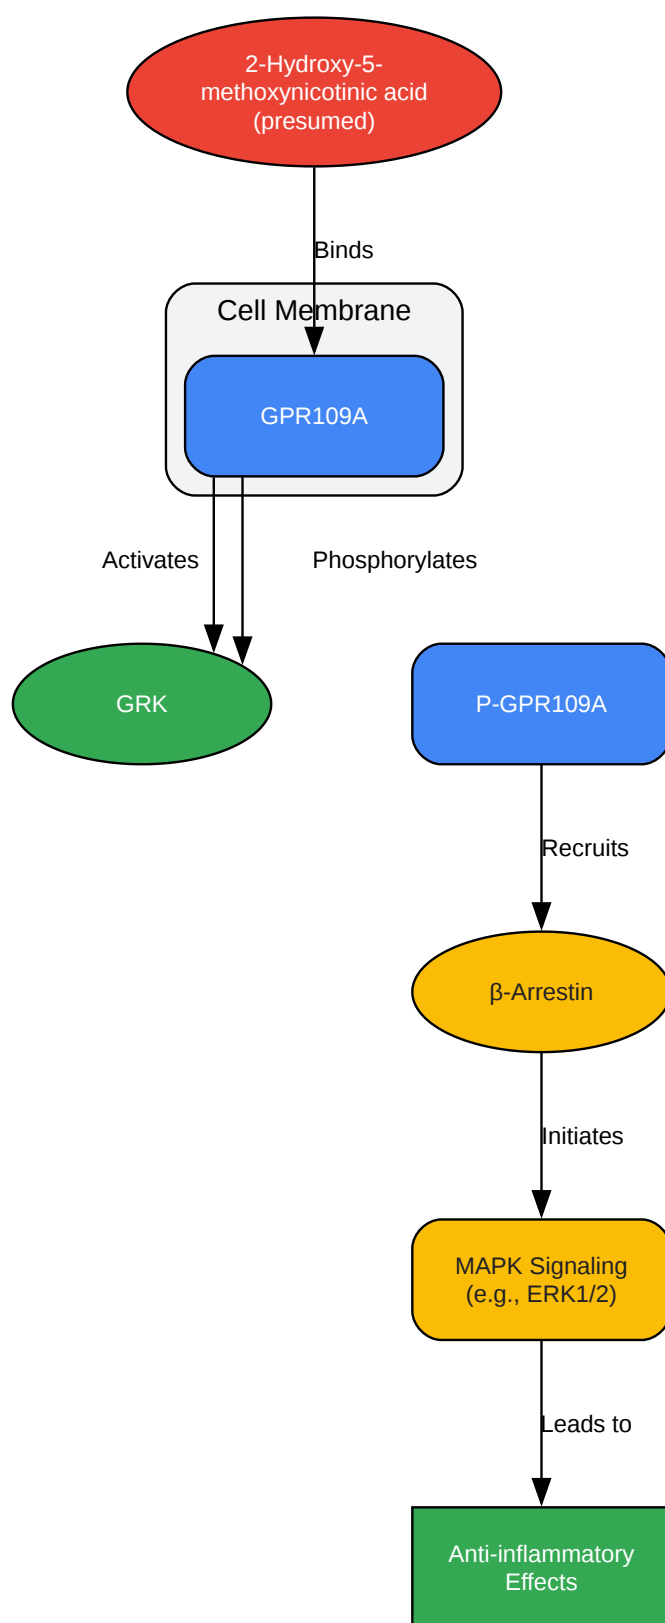 2-Hydroxy-5-
methoxynicotinic acid
(presumed)
Binds
Cell Membrane
GPR109A
Activates
Phosphorylates
GRK
P-GPR109A
Recruits
β-Arrestin
Initiates
MAPK Signaling
(e.g., ERK1/2)
Leads to
Anti-inflammatory
Effects